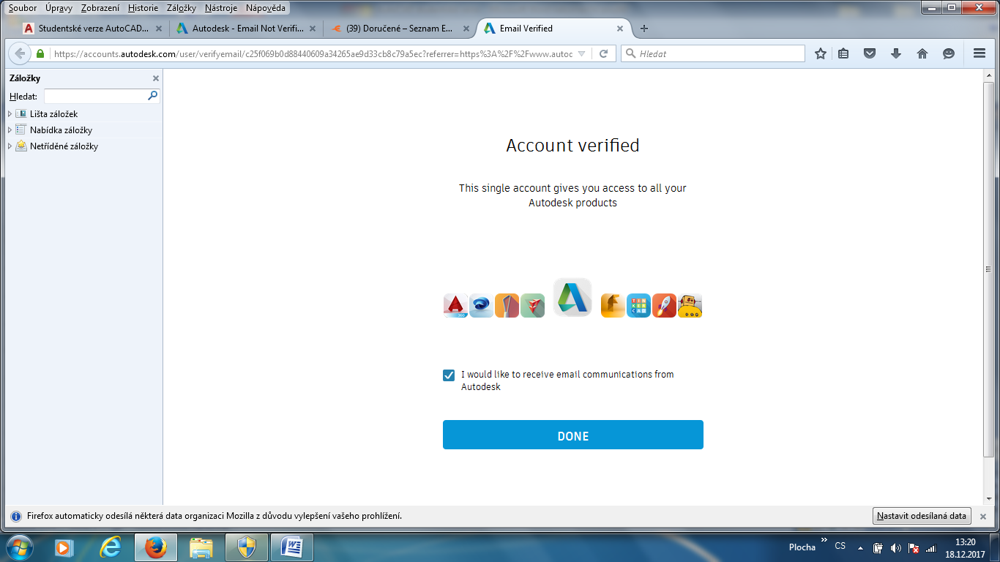 Soubor Úpravy Zobrazení Historie Záložky Nástroje Nápověda
Studentské verze AutoCAD... Autodesk - Email Not Verifi... (39) Doručené – Seznam E... Email Verified
https://accounts.autodesk.com/user/verifyemail/c25f069b0d88440609a34265ae9d33cb8c79a5ec?referrer=https%3A%2F%2Fwww.autoc Hledat
Záložky
Hledat:
Lišta záložek
Nabídka záložky
Netříděné záložky
Account verified
This single account gives you access to all your
Autodesk products
TIN
KER
CAD
I would like to receive email communications from
Autodesk
DONE
Firefox automaticky odesílá některá data organizaci Mozilla z důvodu vylepšení vašeho prohlížení. Nastavit odesílaná data
Plocha » CS 13:20
18.12.2017